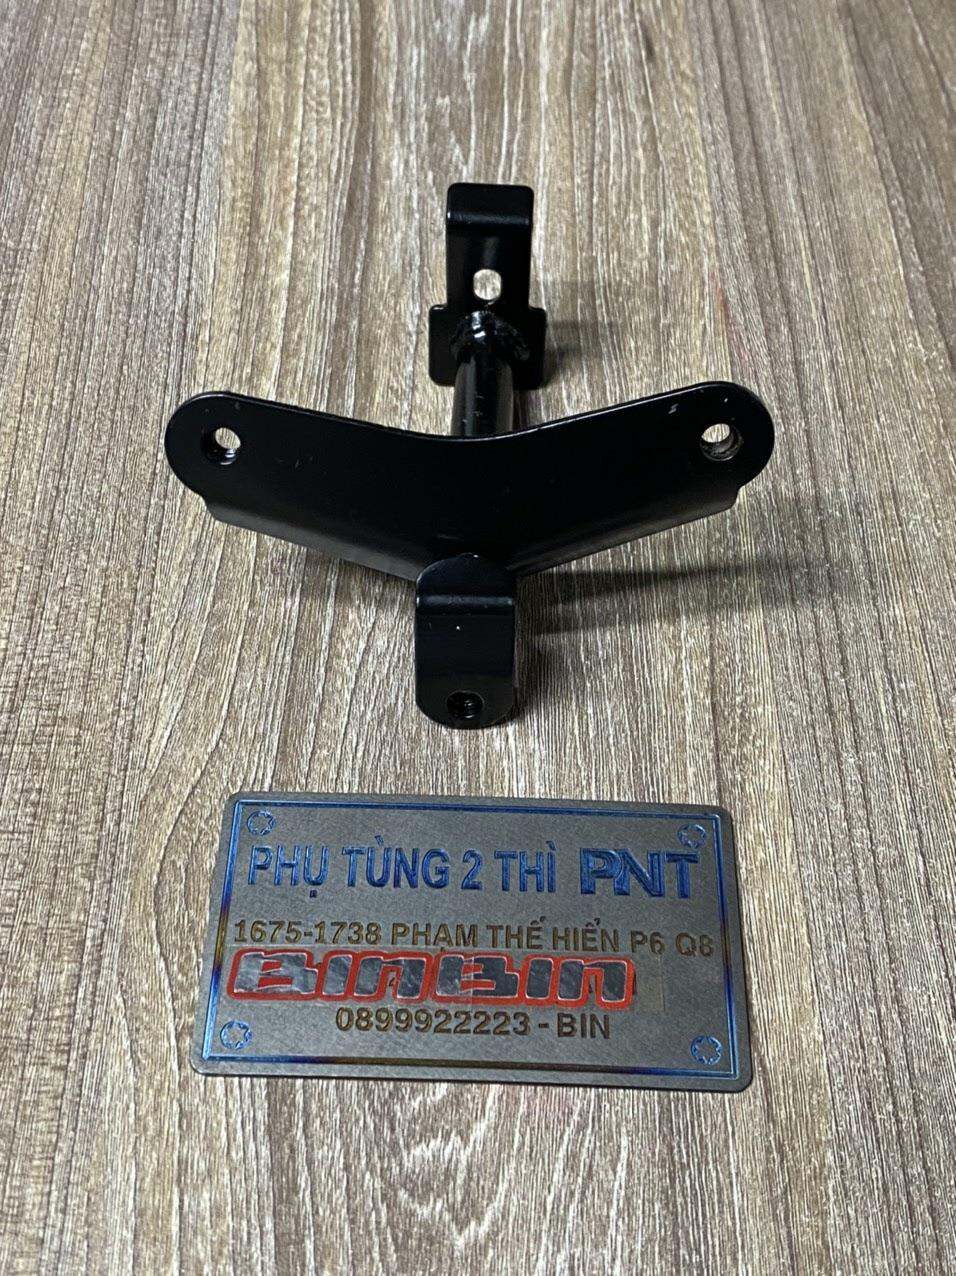 PHỤ TÙNG 2 THÌ PNT
1675-1738 PHẠM THẾ HIỂN P6 Q8
BINBIN
0899922223 - BIN